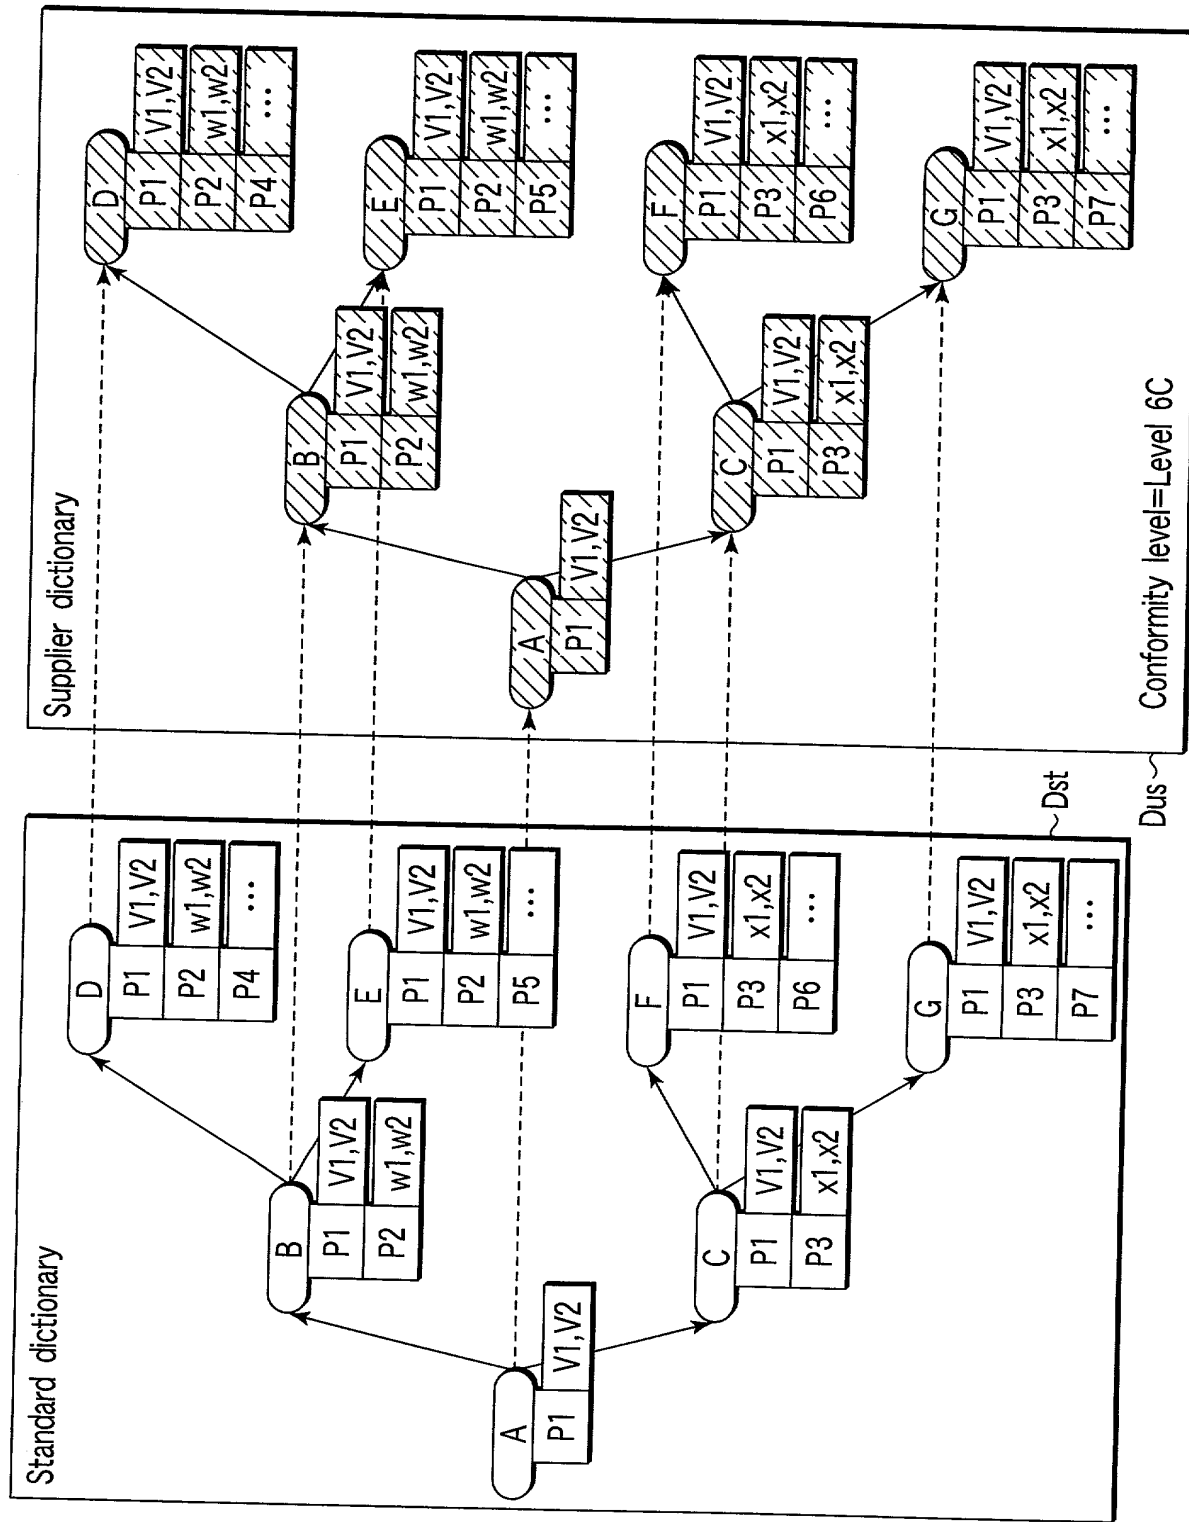 Standard dictionary
D
P1 V1,V2
P2 w1,w2
P4 ...
B
P1 V1,V2
P2 w1,w2
E
P1 V1,V2
P2 w1,w2
P5 ...
A
P1 V1,V2
F
P1 V1,V2
P3 x1,x2
P6 ...
C
P1 V1,V2
P3 x1,x2
G
P1 V1,V2
P3 x1,x2
P7 ...
Dst
Supplier dictionary
D
P1 V1,V2
P2 w1,w2
P4 ...
B
P1 V1,V2
P2 w1,w2
E
P1 V1,V2
P2 w1,w2
P5 ...
A
P1 V1,V2
F
P1 V1,V2
P3 x1,x2
P6 ...
C
P1 V1,V2
P3 x1,x2
G
P1 V1,V2
P3 x1,x2
P7 ...
Conformity level=Level 6C
Dus